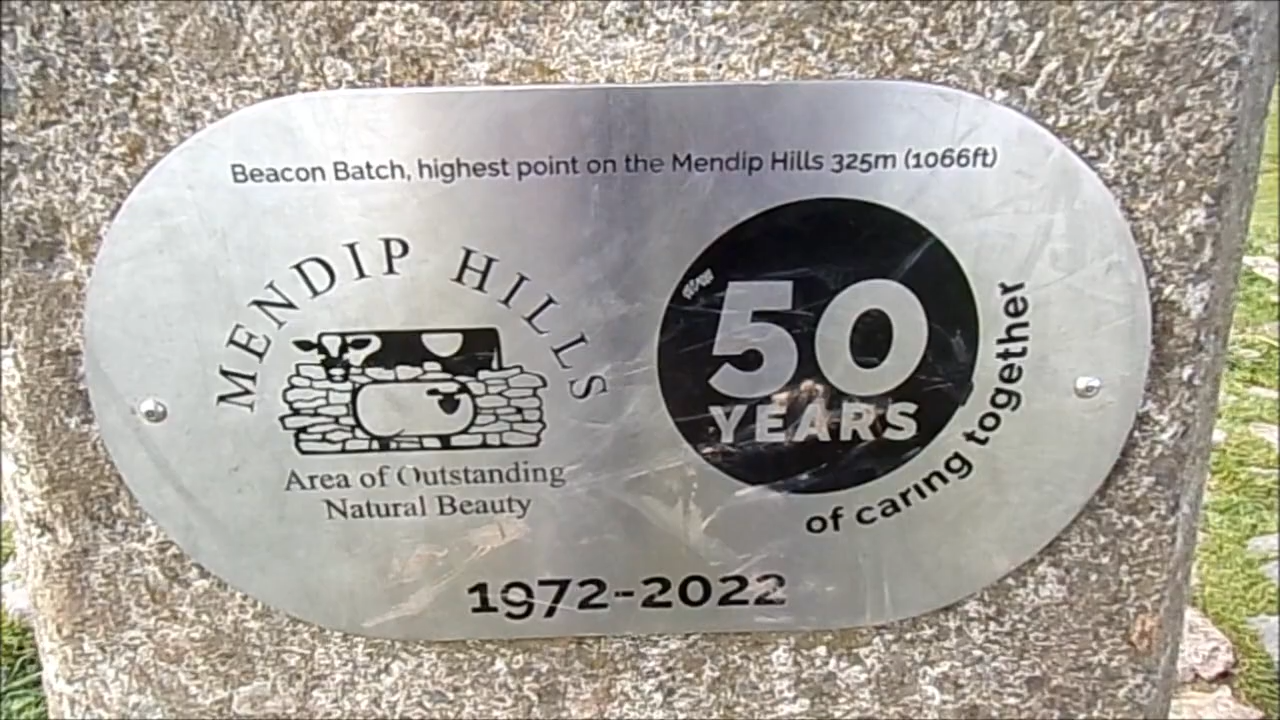 Beacon Batch, highest point on the Mendip Hills 325m (1066ft)
MENDIP HILLS
Area of Outstanding
Natural Beauty
50
YEARS
of caring together
1972-2022